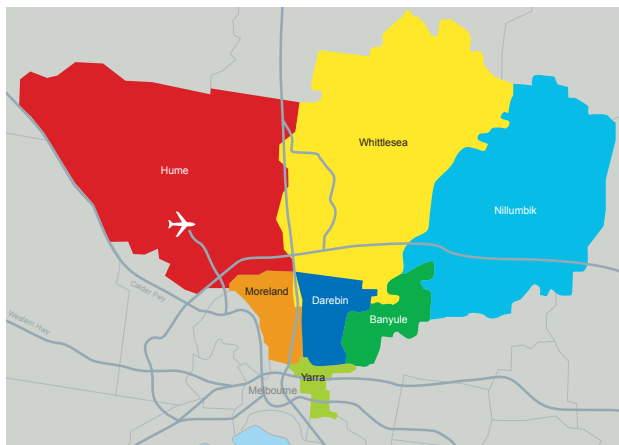 Whittlesea
Hume
Nillumbik
Moreland
Darebin
Calder Fwy
Banyule
Western Hwy
Yarra
Melbourne